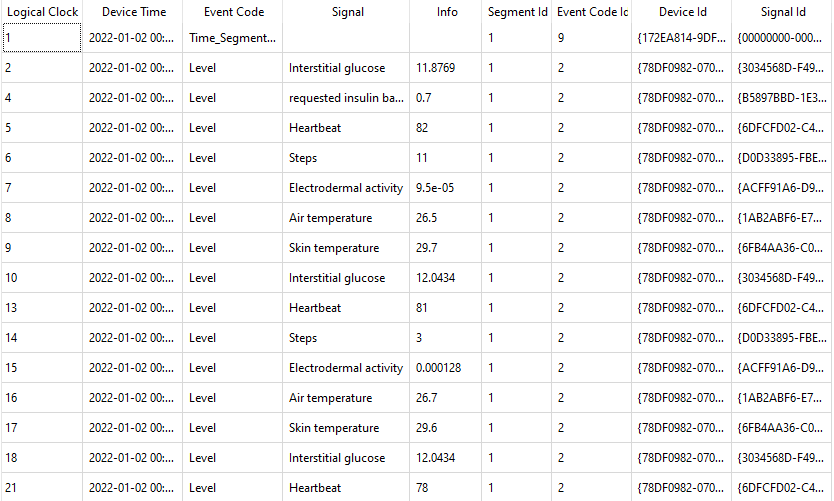 Logical Clock Device Time Event Code Signal Info Segment Id Event Code Ic Device Id Signal Id
1 2022-01-02 00:... Time_Segment... 1 9 {172EA814-9DF... {00000000-000...
2 2022-01-02 00:... Level Interstitial glucose 11.8769 1 2 {78DF0982-070... {3034568D-F49...
4 2022-01-02 00:... Level requested insulin ba... 0.7 1 2 {78DF0982-070... {B5897BBD-1E3...
5 2022-01-02 00:... Level Heartbeat 82 1 2 {78DF0982-070... {6DFCFD02-C4...
6 2022-01-02 00:... Level Steps 11 1 2 {78DF0982-070... {D0D33895-FBE...
7 2022-01-02 00:... Level Electrodermal activity 9.5e-05 1 2 {78DF0982-070... {ACFF91A6-D9...
8 2022-01-02 00:... Level Air temperature 26.5 1 2 {78DF0982-070... {1AB2ABF6-E7...
9 2022-01-02 00:... Level Skin temperature 29.7 1 2 {78DF0982-070... {6FB4AA36-C0...
10 2022-01-02 00:... Level Interstitial glucose 12.0434 1 2 {78DF0982-070... {3034568D-F49...
13 2022-01-02 00:... Level Heartbeat 81 1 2 {78DF0982-070... {6DFCFD02-C4...
14 2022-01-02 00:... Level Steps 3 1 2 {78DF0982-070... {D0D33895-FBE...
15 2022-01-02 00:... Level Electrodermal activity 0.000128 1 2 {78DF0982-070... {ACFF91A6-D9...
16 2022-01-02 00:... Level Air temperature 26.7 1 2 {78DF0982-070... {1AB2ABF6-E7...
17 2022-01-02 00:... Level Skin temperature 29.6 1 2 {78DF0982-070... {6FB4AA36-C0...
18 2022-01-02 00:... Level Interstitial glucose 12.0434 1 2 {78DF0982-070... {3034568D-F49...
21 2022-01-02 00:... Level Heartbeat 78 1 2 {78DF0982-070... {6DFCFD02-C4...